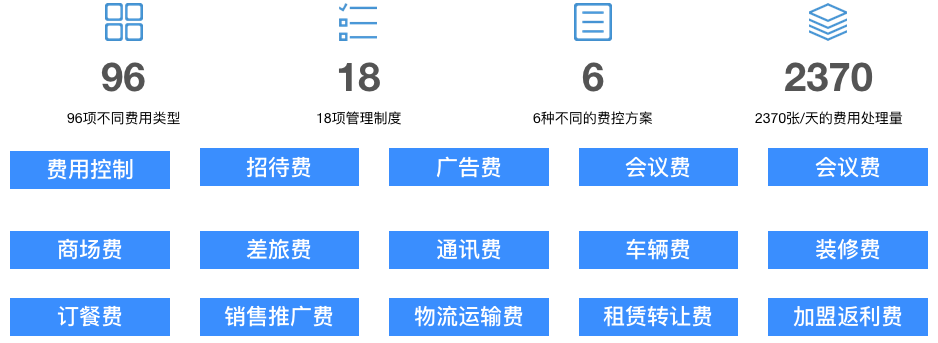 96 18 6 2370
96项不同费用类型 18项管理制度 6种不同的费控方案 2370张/天的费用处理量
费用控制 招待费 广告费 会议费 会议费
商场费 差旅费 通讯费 车辆费 装修费
订餐费 销售推广费 物流运输费 租赁转让费 加盟返利费